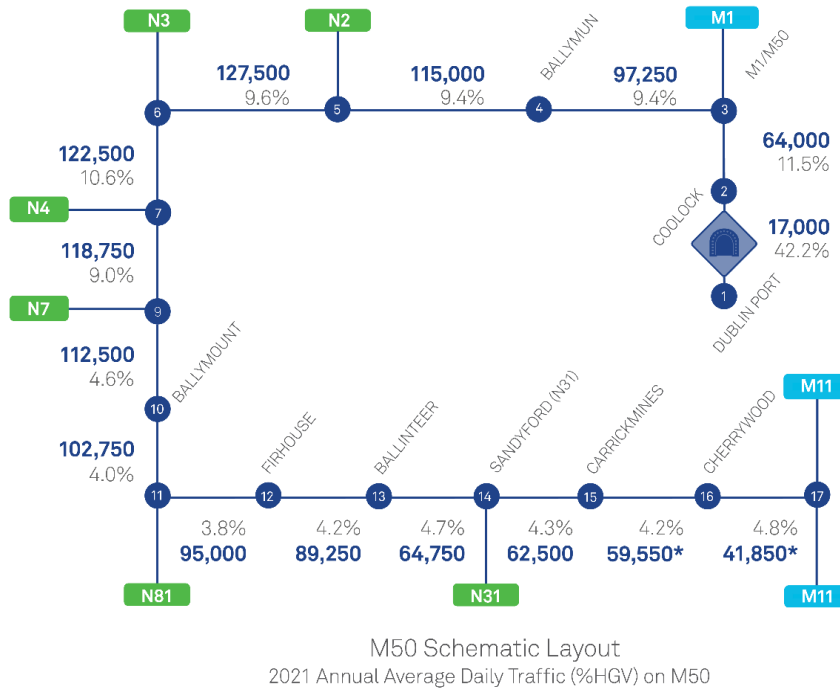 N3
N2
M1
M1/M50
BALLYMUN
127,500
9.6%
115,000
9.4%
97,250
9.4%
6
5
4
3
122,500
10.6%
64,000
11.5%
2
COOLOCK
N4
7
17,000
42.2%
118,750
9.0%
1
DUBLIN PORT
N7
9
112,500
4.6%
BALLYMOUNT
10
102,750
4.0%
M11
FIRHOUSE
BALLINTEER
SANDYFORD (N31)
CARRICKMINES
CHERRYWOOD
11
12
13
14
15
16
17
3.8%
95,000
4.2%
89,250
4.7%
64,750
4.3%
62,500
4.2%
59,550*
4.8%
41,850*
N81
N31
M11
M50 Schematic Layout
2021 Annual Average Daily Traffic (%HGV) on M50